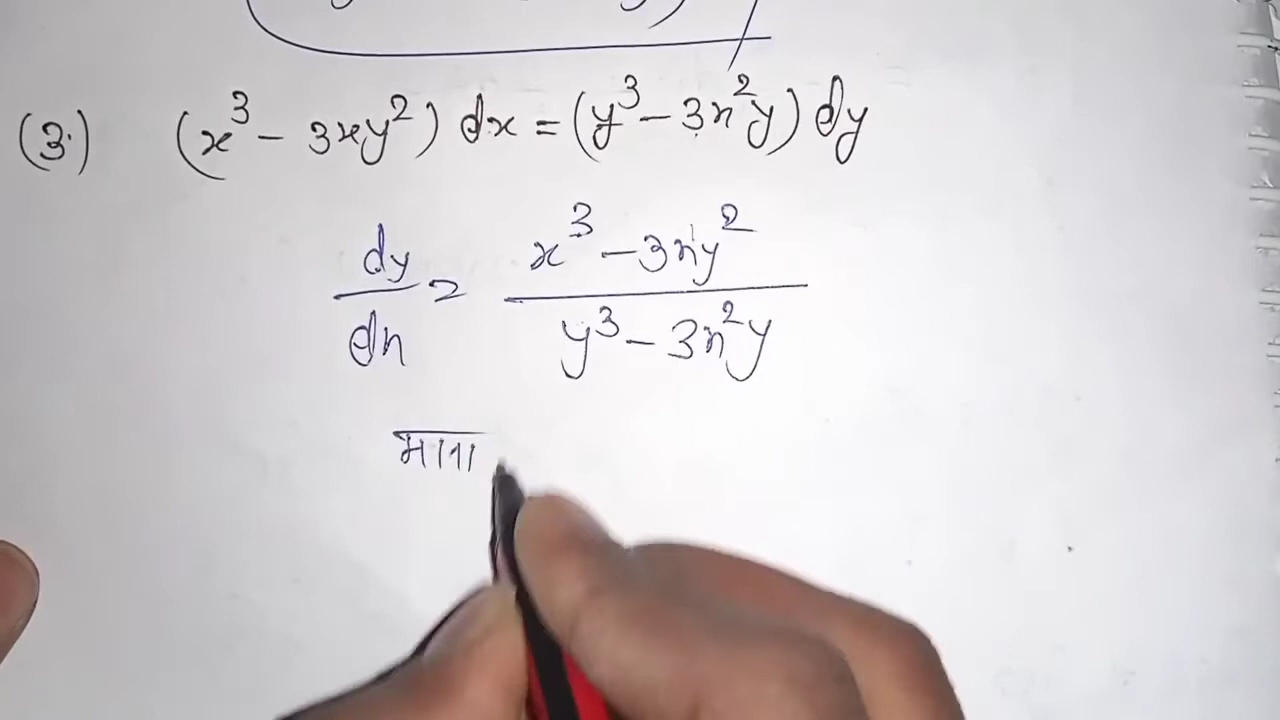 (3.) (x³ - 3xy²) dx = (y³ - 3x²y) dy
dy/dx = (x³ - 3xy²)/(y³ - 3x²y)
माना